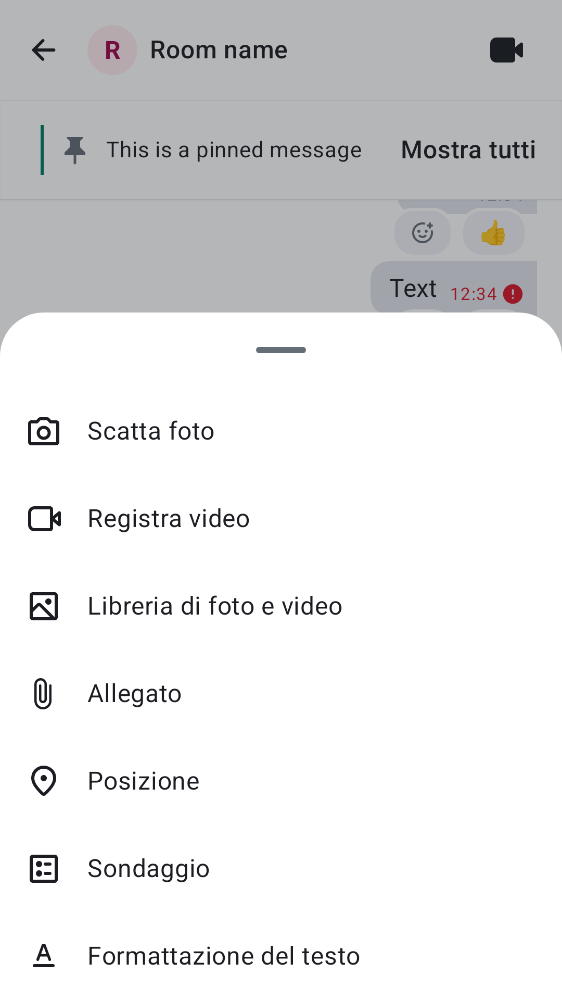 R Room name
This is a pinned message Mostra tutti
Text 12:34
Scatta foto
Registra video
Libreria di foto e video
Allegato
Posizione
Sondaggio
Formattazione del testo